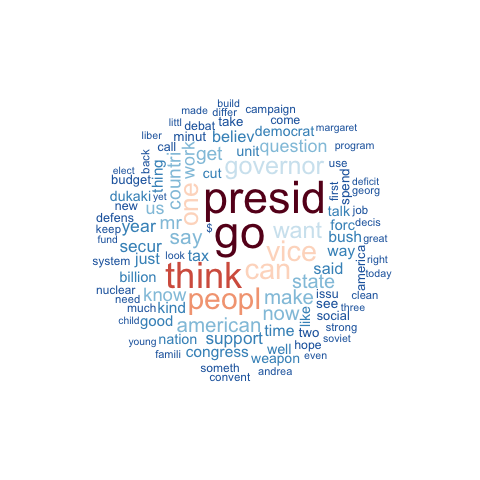 build
made differ campaign
littl debat take come
liber minut believ democrat margaret
call get unit question program
back thing countri work cut governor use
elect budget one presid first spend deficit
dukaki yet georg
new us mr $ go want talk job
defens year say forc decis
keep secur vice bush great
fund just look tax way america
system think can said right
billion state today
nuclear know peopl make issu clean
need much kind now like see three
child good american time social
young nation support two strong
famili congress well hope soviet
weapon even
someth andrea
convent